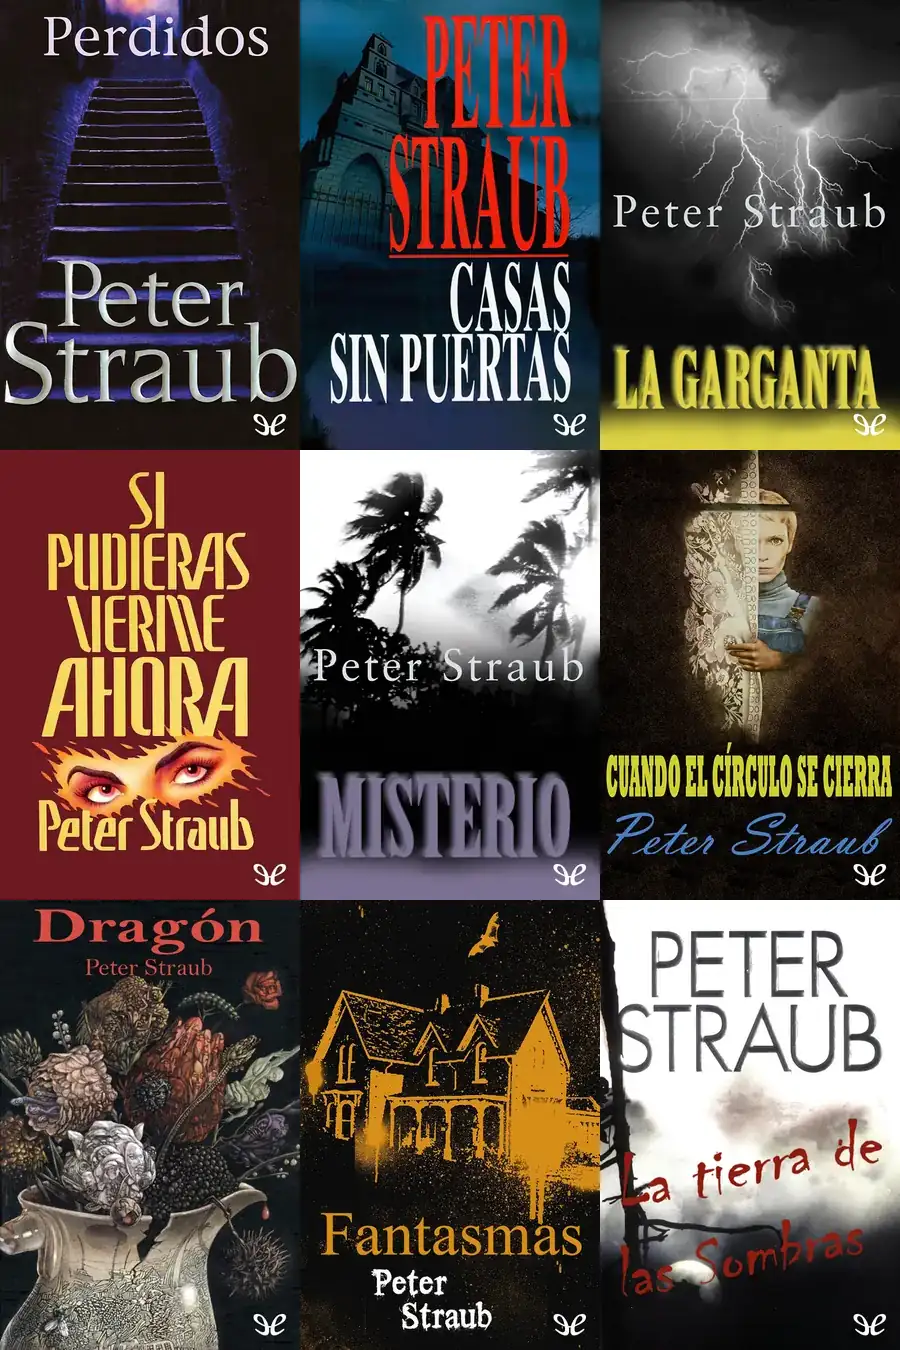 Perdidos
Peter
Straub
PETER
STRAUB
CASAS
SIN PUERTAS
Peter Straub
LA GARGANTA
SI
PUDIERAS
VERME
AHORA
Peter Straub
Peter Straub
MISTERIO
CUANDO EL CÍRCULO SE CIERRA
Peter Straub
Dragón
Peter Straub
Fantasmas
Peter
Straub
PETER
STRAUB
La tierra de
las Sombras